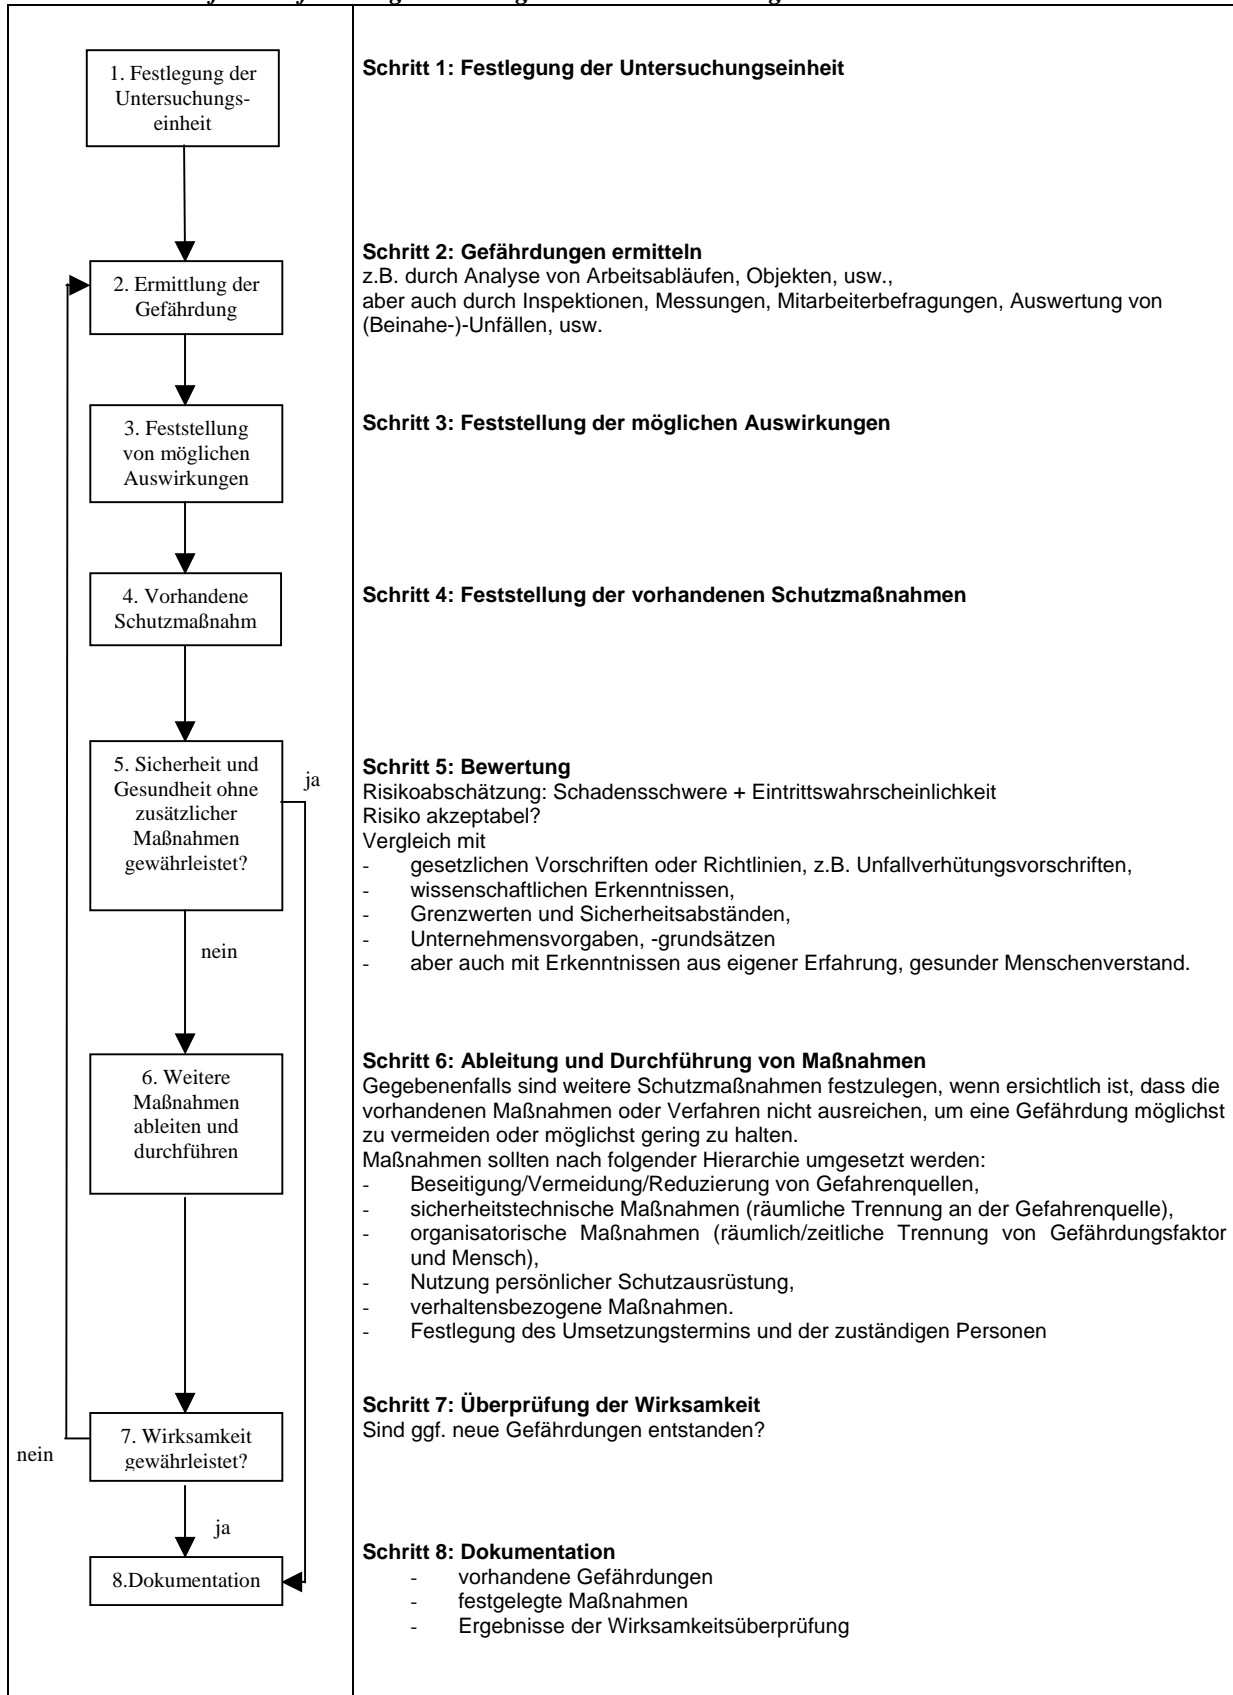 1. Festlegung der
Untersuchungs-
einheit
2. Ermittlung der
Gefährdung
3. Feststellung
von möglichen
Auswirkungen
4. Vorhandene
Schutzmaßnahm
5. Sicherheit und
Gesundheit ohne
zusätzlicher
Maßnahmen
gewährleistet?
ja
nein
6. Weitere
Maßnahmen
ableiten und
durchführen
7. Wirksamkeit
gewährleistet?
nein
ja
8.Dokumentation
Schritt 1: Festlegung der Untersuchungseinheit
Schritt 2: Gefährdungen ermitteln
z.B. durch Analyse von Arbeitsabläufen, Objekten, usw.,
aber auch durch Inspektionen, Messungen, Mitarbeiterbefragungen, Auswertung von
(Beinahe-)-Unfällen, usw.
Schritt 3: Feststellung der möglichen Auswirkungen
Schritt 4: Feststellung der vorhandenen Schutzmaßnahmen
Schritt 5: Bewertung
Risikoabschätzung: Schadensschwere + Eintrittswahrscheinlichkeit
Risiko akzeptabel?
Vergleich mit
- gesetzlichen Vorschriften oder Richtlinien, z.B. Unfallverhütungsvorschriften,
- wissenschaftlichen Erkenntnissen,
- Grenzwerten und Sicherheitsabständen,
- Unternehmensvorgaben, -grundsätzen
- aber auch mit Erkenntnissen aus eigener Erfahrung, gesunder Menschenverstand.
Schritt 6: Ableitung und Durchführung von Maßnahmen
Gegebenenfalls sind weitere Schutzmaßnahmen festzulegen, wenn ersichtlich ist, dass die
vorhandenen Maßnahmen oder Verfahren nicht ausreichen, um eine Gefährdung möglichst
zu vermeiden oder möglichst gering zu halten.
Maßnahmen sollten nach folgender Hierarchie umgesetzt werden:
- Beseitigung/Vermeidung/Reduzierung von Gefahrenquellen,
- sicherheitstechnische Maßnahmen (räumliche Trennung an der Gefahrenquelle),
- organisatorische Maßnahmen (räumlich/zeitliche Trennung von Gefährdungsfaktor
und Mensch),
- Nutzung persönlicher Schutzausrüstung,
- verhaltensbezogene Maßnahmen.
- Festlegung des Umsetzungstermins und der zuständigen Personen
Schritt 7: Überprüfung der Wirksamkeit
Sind ggf. neue Gefährdungen entstanden?
Schritt 8: Dokumentation
- vorhandene Gefährdungen
- festgelegte Maßnahmen
- Ergebnisse der Wirksamkeitsüberprüfung